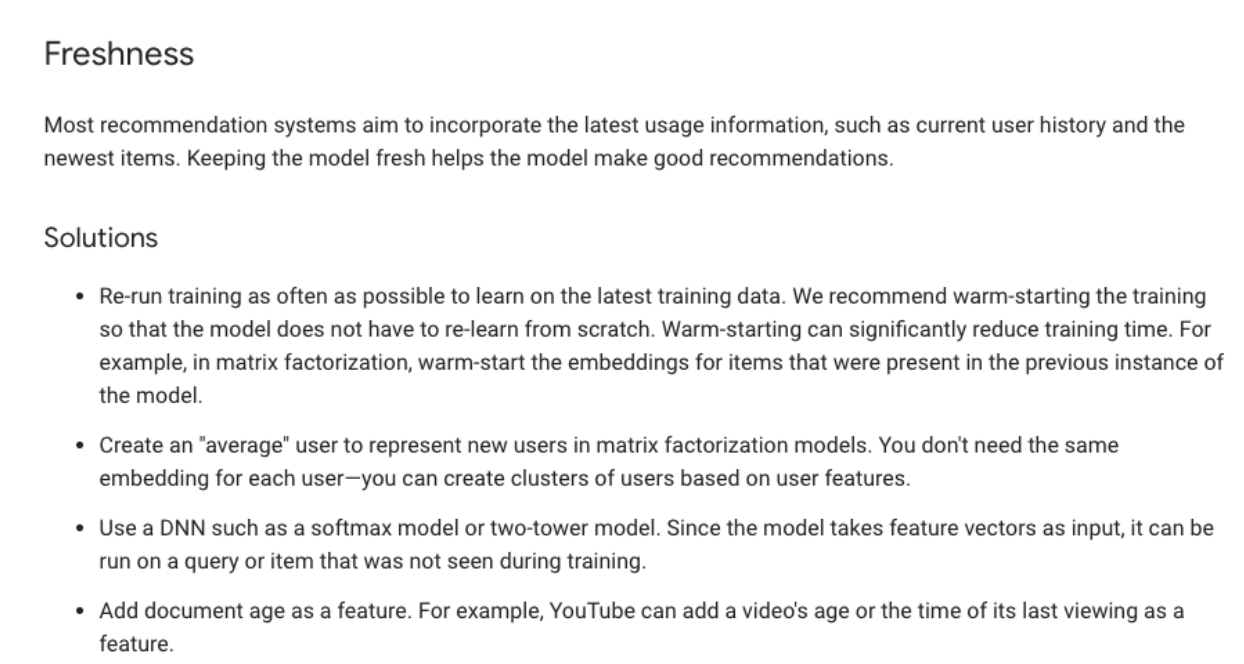 Freshness
Most recommendation systems aim to incorporate the latest usage information, such as current user history and the
newest items. Keeping the model fresh helps the model make good recommendations.
Solutions
• Re-run training as often as possible to learn on the latest training data. We recommend warm-starting the training
so that the model does not have to re-learn from scratch. Warm-starting can significantly reduce training time. For
example, in matrix factorization, warm-start the embeddings for items that were present in the previous instance of
the model.
• Create an "average" user to represent new users in matrix factorization models. You don't need the same
embedding for each user—you can create clusters of users based on user features.
• Use a DNN such as a softmax model or two-tower model. Since the model takes feature vectors as input, it can be
run on a query or item that was not seen during training.
• Add document age as a feature. For example, YouTube can add a video's age or the time of its last viewing as a
feature.